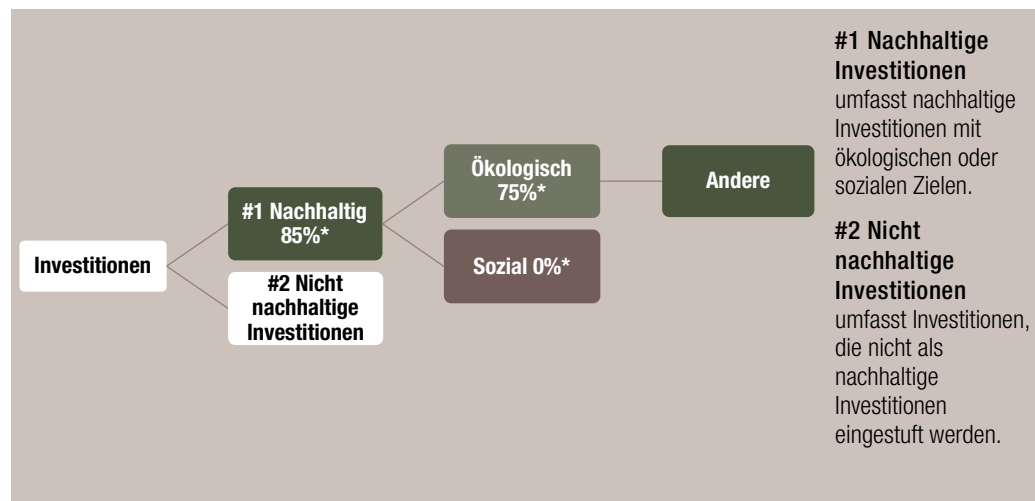 Investitionen
#1 Nachhaltig
85%*
#2 Nicht
nachhaltige
Investitionen
Ökologisch
75%*
Sozial 0%*
Andere
#1 Nachhaltige
Investitionen
umfasst nachhaltige
Investitionen mit
ökologischen oder
sozialen Zielen.
#2 Nicht
nachhaltige
Investitionen
umfasst Investitionen,
die nicht als
nachhaltige
Investitionen
eingestuft werden.